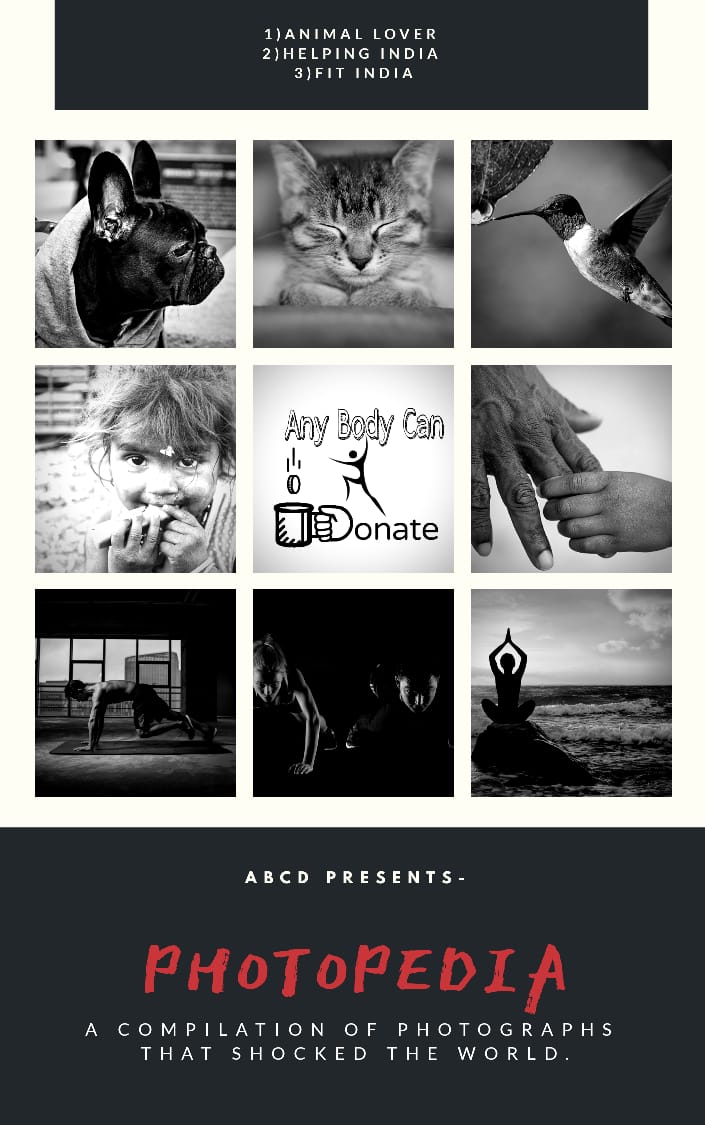 1)ANIMAL LOVER
2)HELPING INDIA
3)FIT INDIA
Any Body Can
Donate
ABCD PRESENTS-
PHOTOPEDIA
A COMPILATION OF PHOTOGRAPHS
THAT SHOCKED THE WORLD.